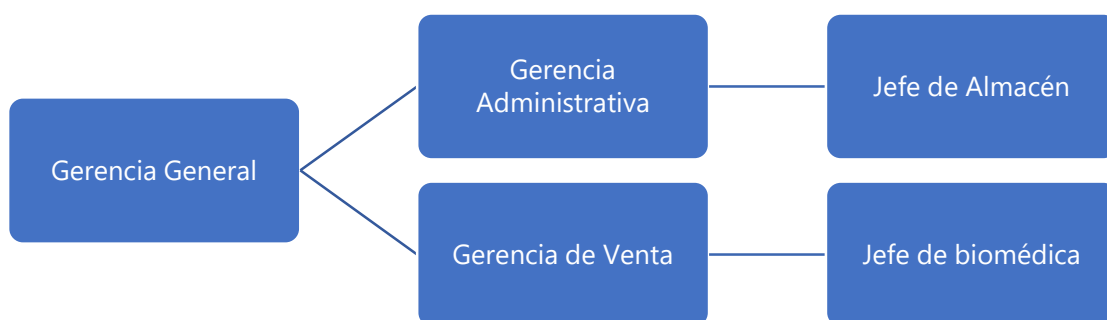 Gerencia General
Gerencia
Administrativa
Jefe de Almacén
Gerencia de Venta
Jefe de biomédica